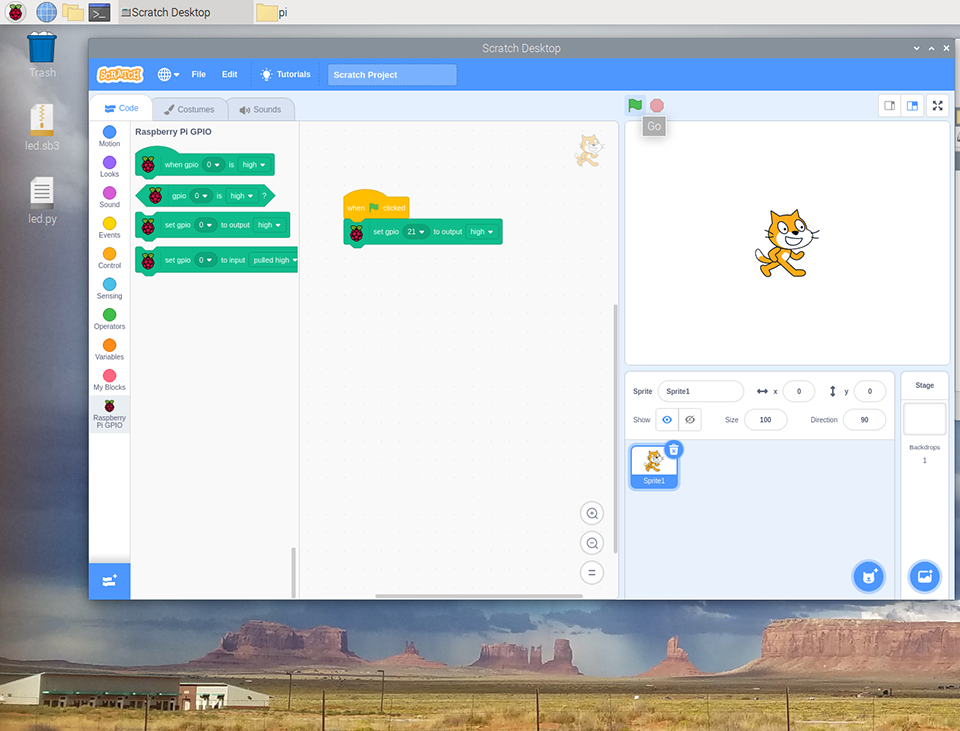 Scratch Desktop
pi
Trash
led.sb3
led.py
Scratch Desktop
SCRATCH
File
Edit
Tutorials
Scratch Project
Code
Costumes
Sounds
Go
Motion
Looks
Sound
Events
Control
Sensing
Operators
Variables
My Blocks
Raspberry
Pi GPIO
Raspberry Pi GPIO
when gpio 0 is high
gpio 0 is high ?
set gpio 0 to output high
set gpio 0 to input pulled high
when clicked
set gpio 21 to output high
Sprite Sprite1 x 0 y 0
Show Size 100 Direction 90
Sprite1
Stage
Backdrops
1